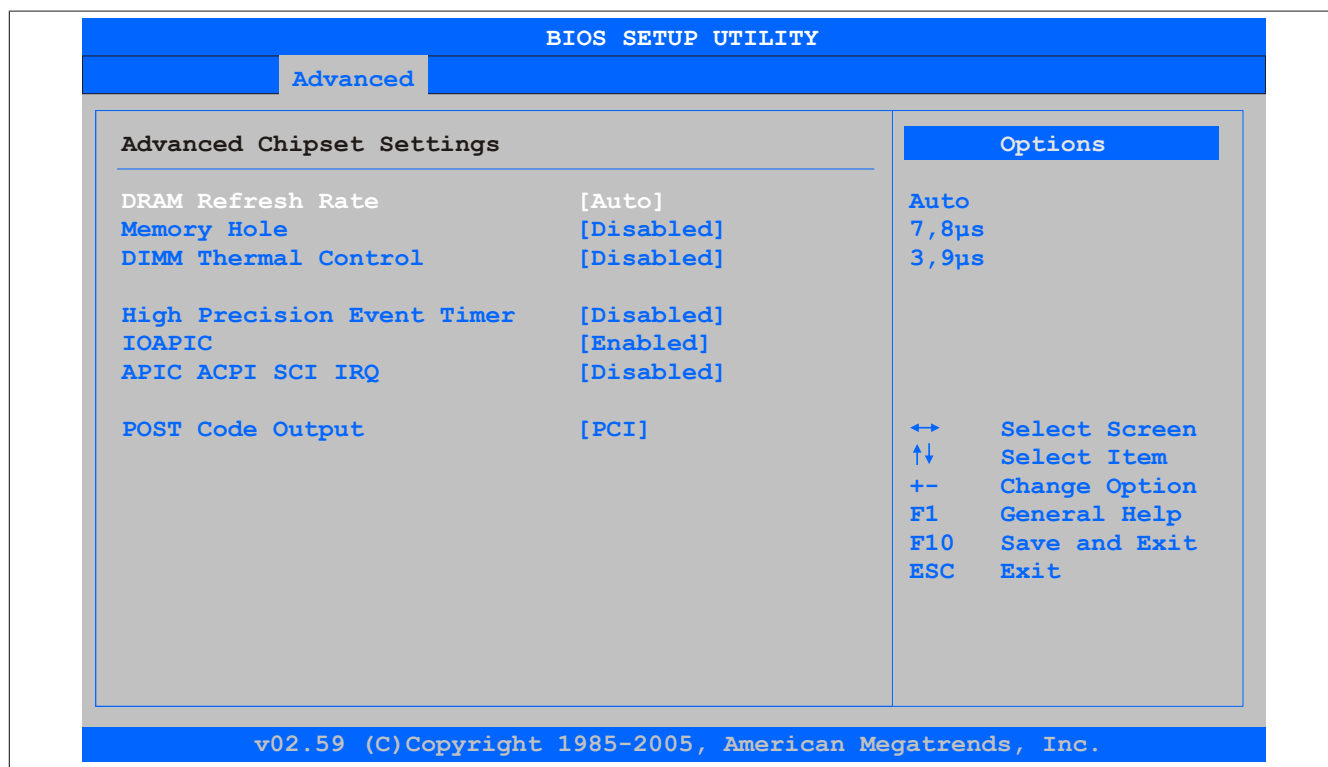 BIOS SETUP UTILITY
Advanced
Advanced Chipset Settings
Options
DRAM Refresh Rate [Auto]
Memory Hole [Disabled]
DIMM Thermal Control [Disabled]
High Precision Event Timer [Disabled]
IOAPIC [Enabled]
APIC ACPI SCI IRQ [Disabled]
POST Code Output [PCI]
Auto
7,8µs
3,9µs
↔ Select Screen
↑↓ Select Item
+- Change Option
F1 General Help
F10 Save and Exit
ESC Exit
v02.59 (C)Copyright 1985-2005, American Megatrends, Inc.